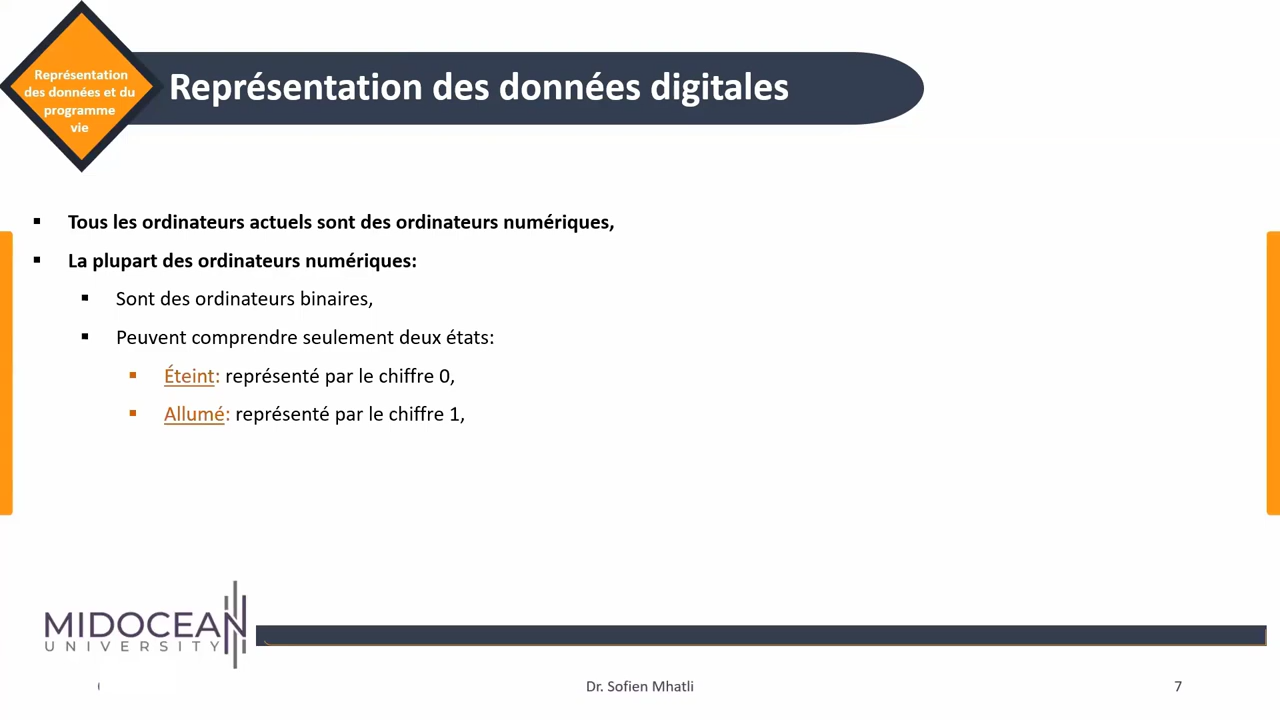 Représentation
des données et du
programme
vie
Représentation des données digitales
Tous les ordinateurs actuels sont des ordinateurs numériques,
La plupart des ordinateurs numériques:
Sont des ordinateurs binaires,
Peuvent comprendre seulement deux états:
Éteint: représenté par le chiffre 0,
Allumé: représenté par le chiffre 1,
MIDOCEAN
UNIVERSITY
Dr. Sofien Mhatli
7